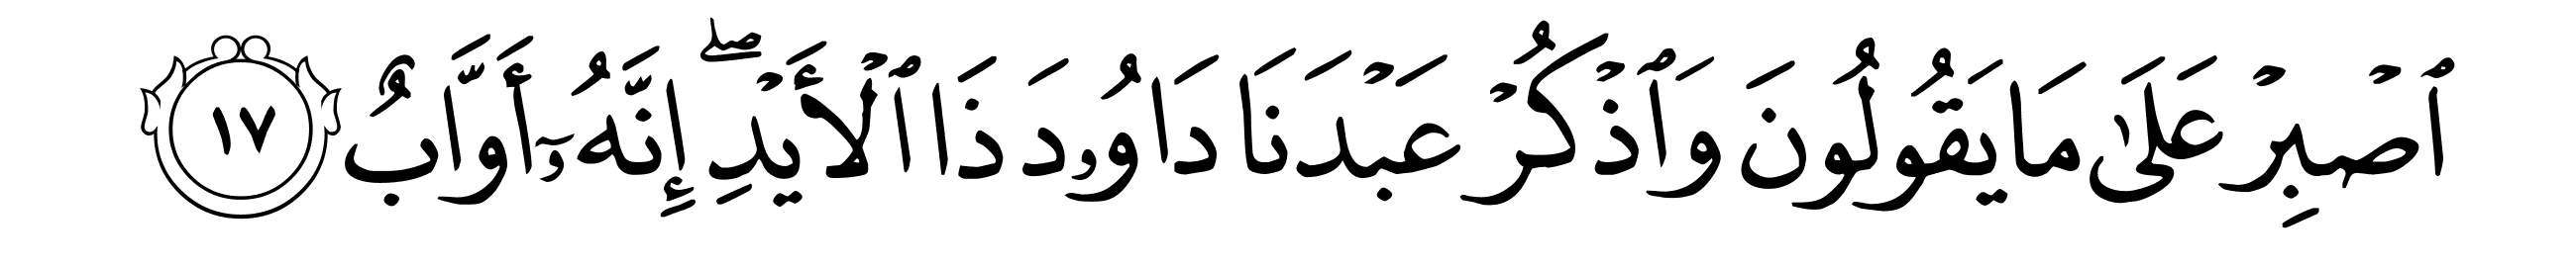 ٱصْبِرْ عَلَىٰ مَا يَقُولُونَ وَٱذْكُرْ عَبْدَنَا دَاوُۥدَ ذَا ٱلْأَيْدِ ۖ إِنَّهُۥٓ أَوَّابٌ ١٧